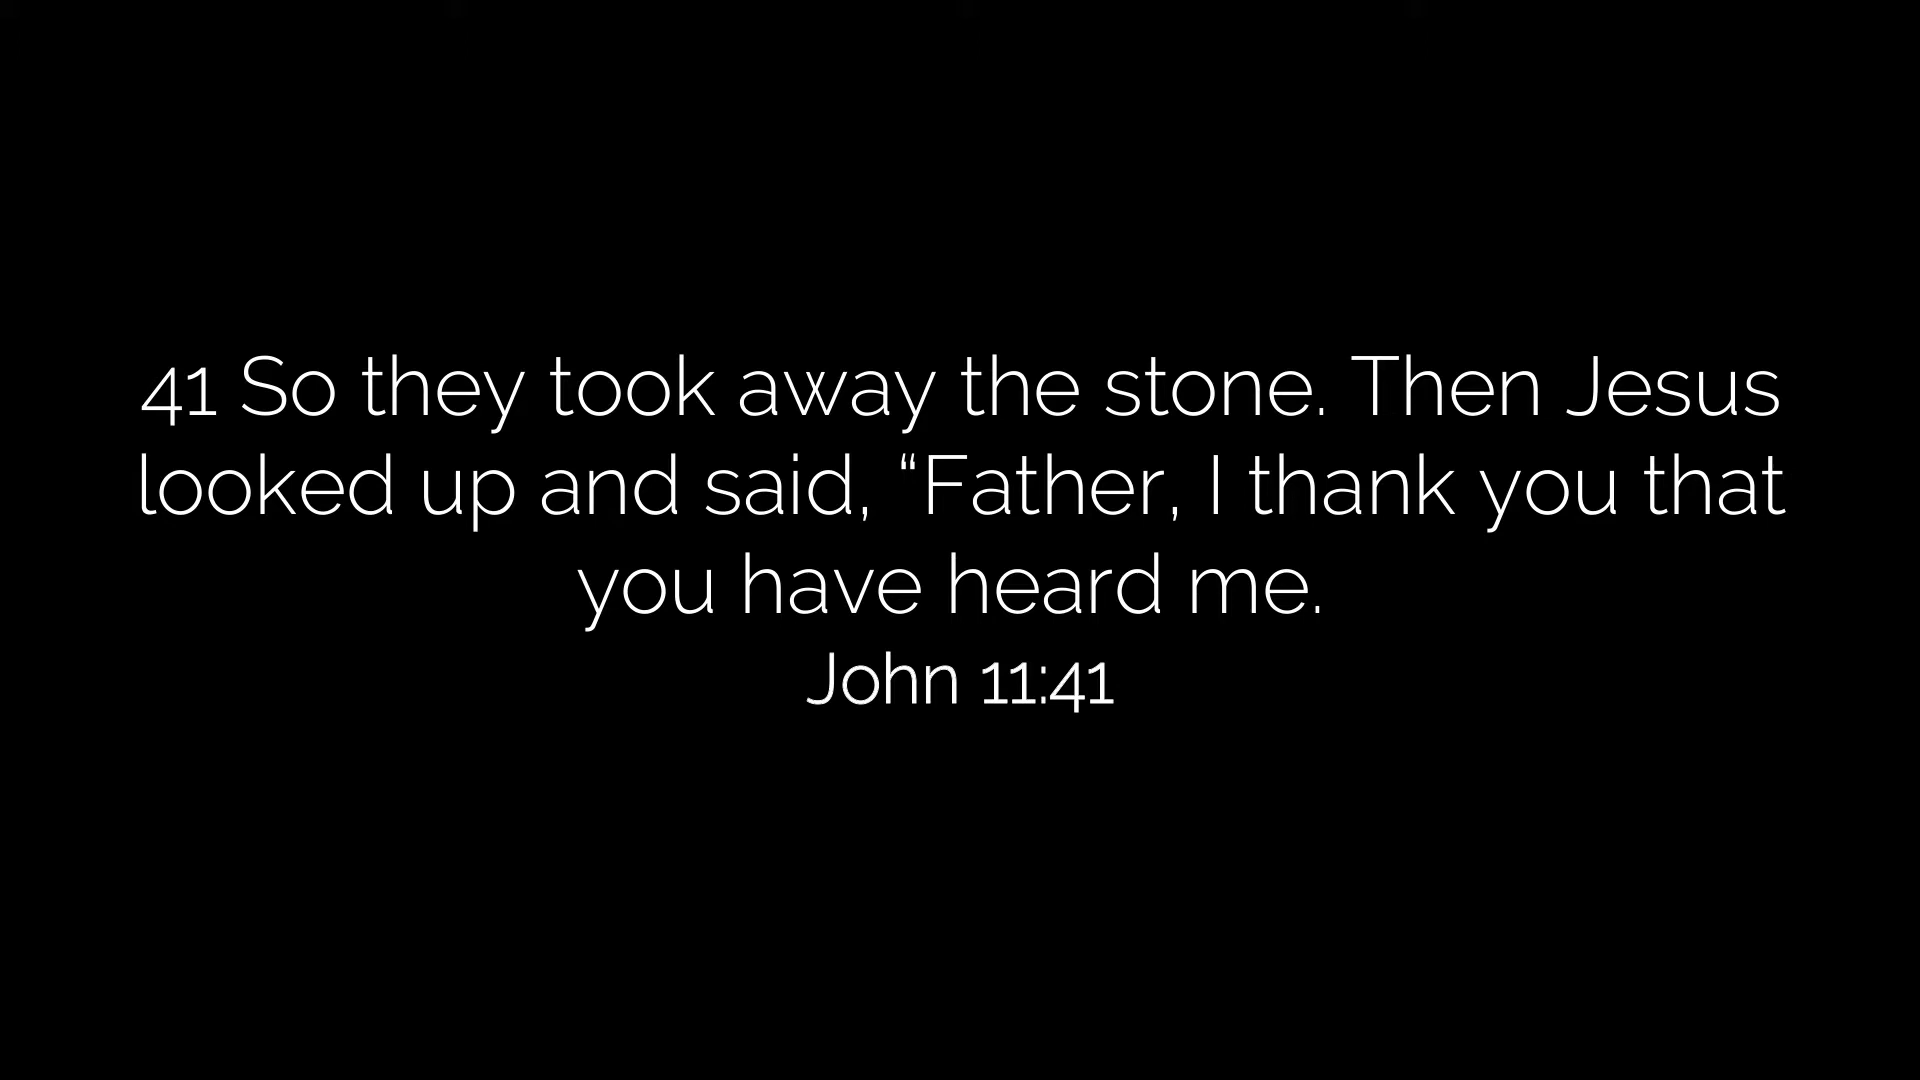 41 So they took away the stone. Then Jesus
looked up and said, “Father, I thank you that
you have heard me.
John 11:41